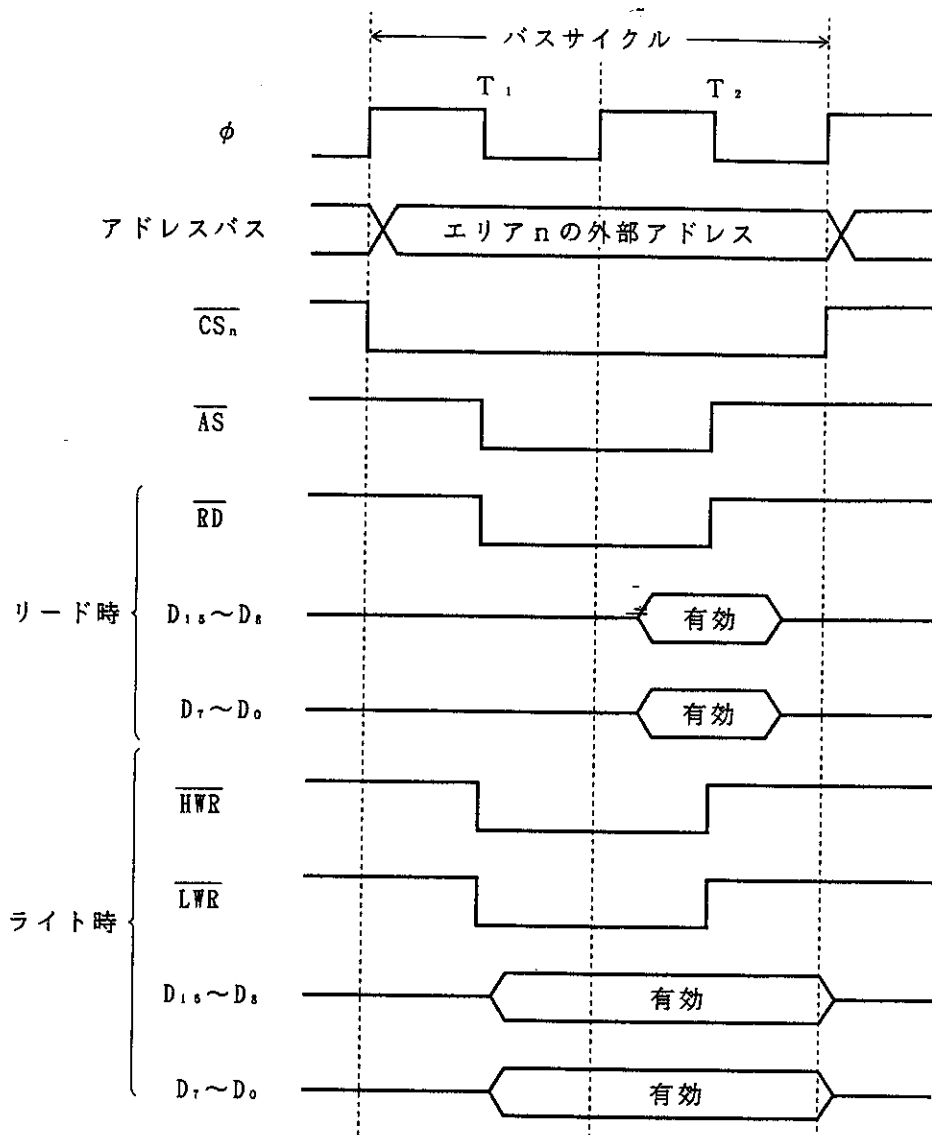 バスサイクル
T₁ T₂
φ
アドレスバス エリアnの外部アドレス
CSₙ
AS
RD
リード時
D₁₅～D₈ 有効
D₇～D₀ 有効
HWR
LWR
ライト時
D₁₅～D₈ 有効
D₇～D₀ 有効